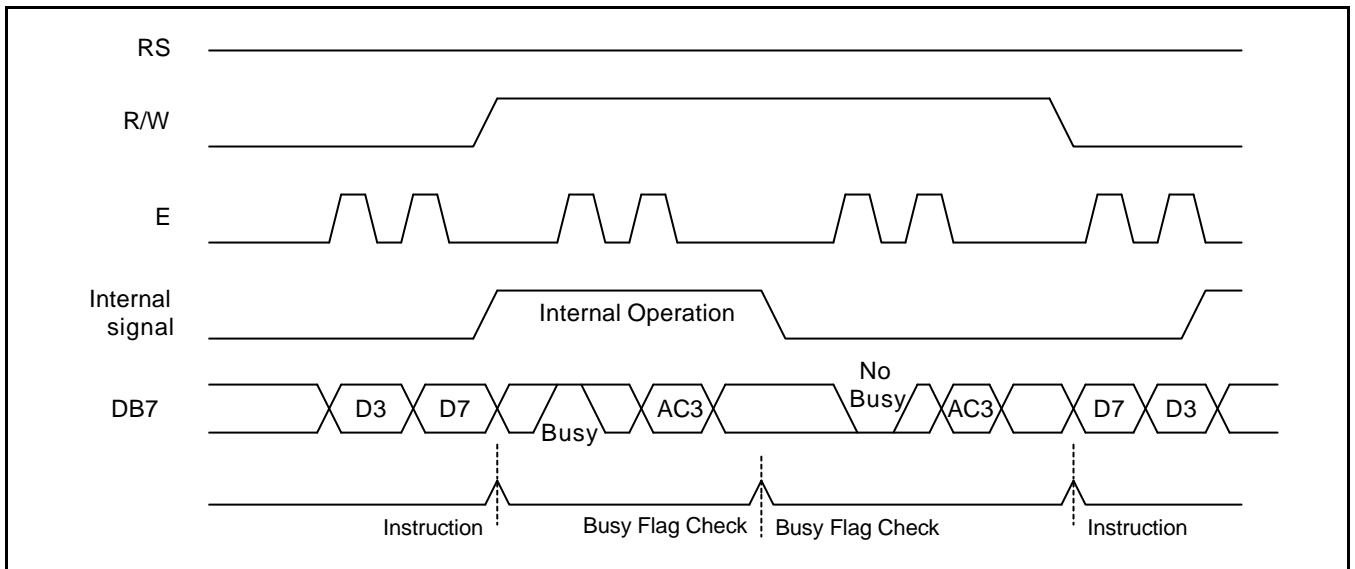 RS
R/W
E
Internal
signal
Internal Operation
DB7
D3 D7 Busy AC3 No
Busy AC3 D7 D3
Instruction Busy Flag Check Busy Flag Check Instruction